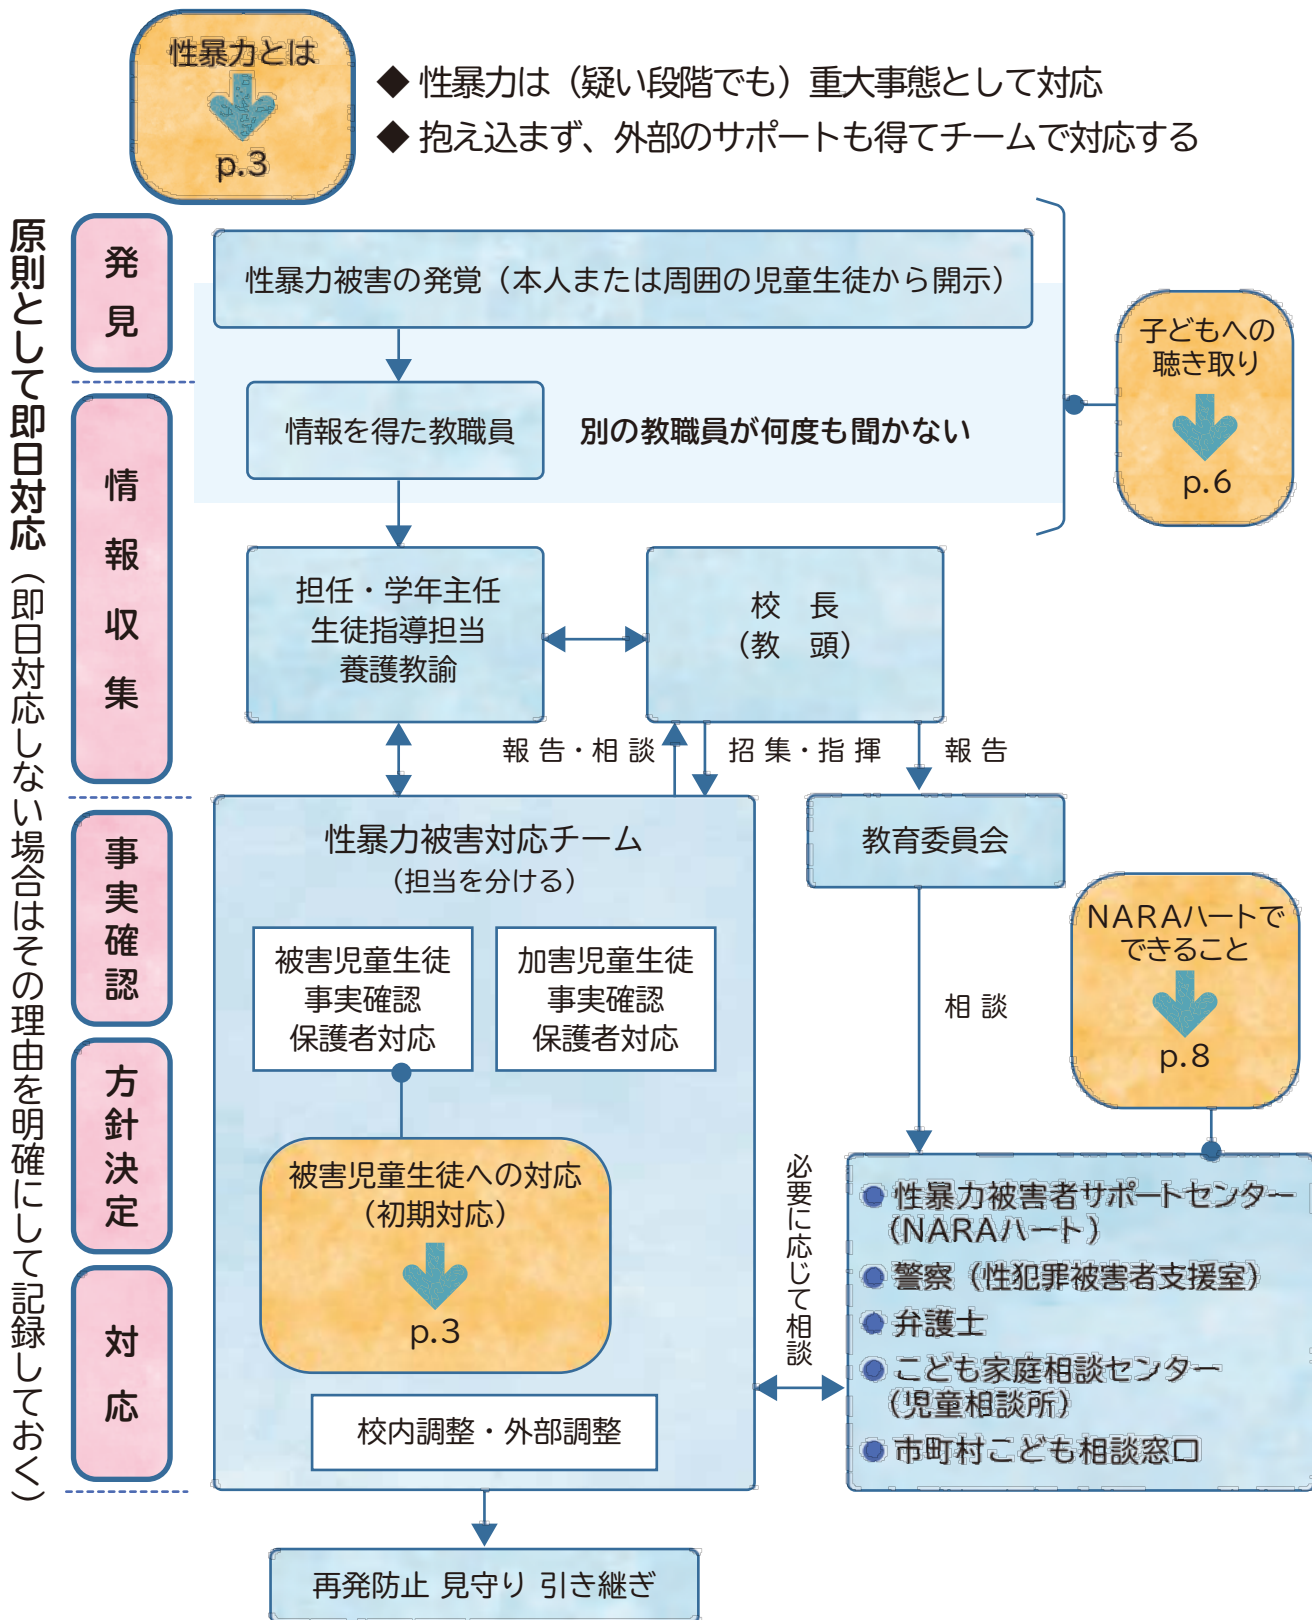 性暴力とは
p.3
◆ 性暴力は（疑い段階でも）重大事態として対応
◆ 抱え込まず、外部のサポートも得てチームで対応する
原則として即日対応（即日対応しない場合はその理由を明確にして記録しておく）
発見
性暴力被害の発覚（本人または周囲の児童生徒から開示）
子どもへの
聴き取り
p.6
情報収集
情報を得た教職員
別の教職員が何度も聞かない
担任・学年主任
生徒指導担当
養護教諭
校　長
（教　頭）
報告・相談
招集・指揮
報告
事実確認
性暴力被害対応チーム
（担当を分ける）
教育委員会
被害児童生徒
事実確認
保護者対応
加害児童生徒
事実確認
保護者対応
相談
NARAハートで
できること
p.8
方針決定
被害児童生徒への対応
（初期対応）
p.3
必要に応じて相談
● 性暴力被害者サポートセンター
（NARAハート）
● 警察（性犯罪被害者支援室）
● 弁護士
● こども家庭相談センター
（児童相談所）
● 市町村こども相談窓口
対応
校内調整・外部調整
再発防止 見守り 引き継ぎ